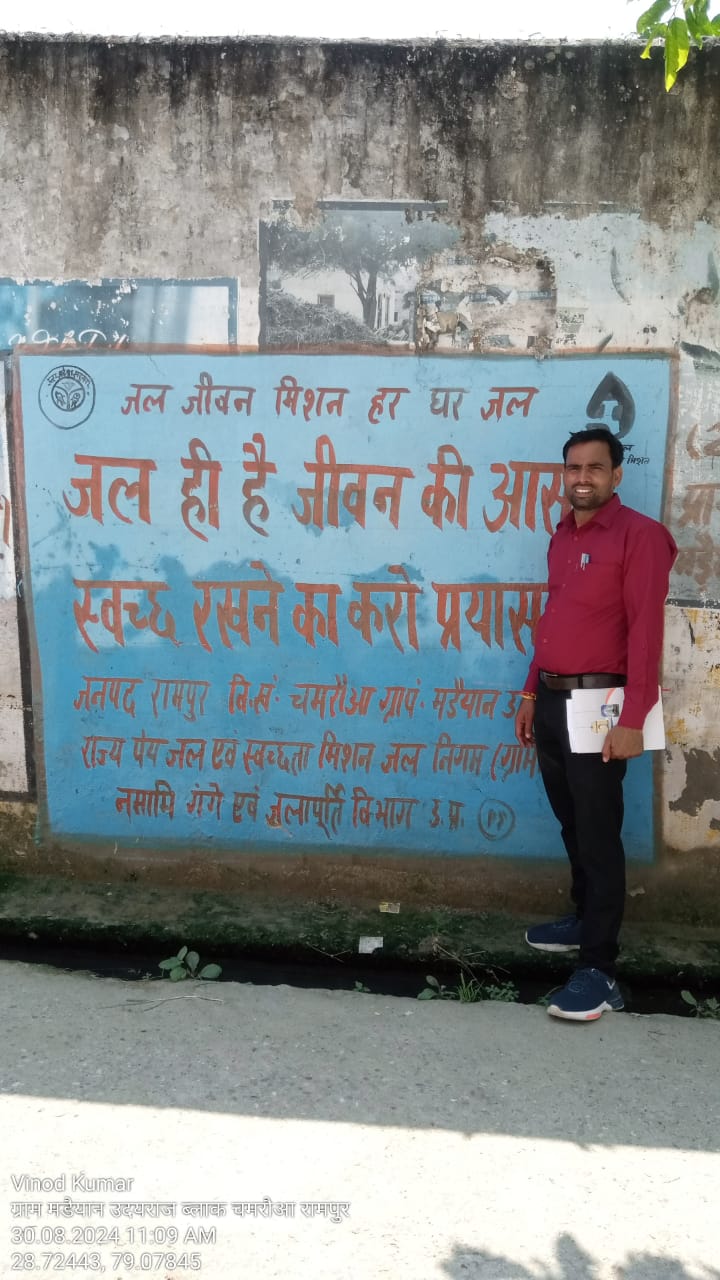 जल जीवन मिशन हर घर जल
जल ही है जीवन की आस
स्वच्छ रखने का करो प्रयास
जनपद रामपुर वि.खं. चमरौआ ग्रा.पं. मडैयान
राज्य पेय जल एवं स्वच्छता मिशन जल निगम (ग्रामी
नमामि गंगे एवं जलापूर्ति विभाग उ.प्र.
मिशन
Vinod Kumar
ग्राम मडैयान उदयराज ब्लाक चमरौआ रामपुर
30.08.2024 11:09 AM
28.72443, 79.07845